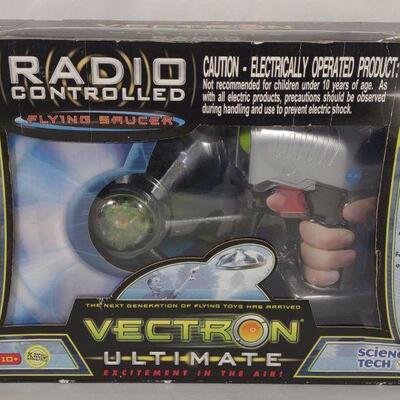 RADIO
CONTROLLED
FLYING SAUCER
CAUTION - ELECTRICALLY OPERATED PRODUCT:
Not recommended for children under 10 years of age. As
with all electric products, precautions should be observed
during handling and use to prevent electric shock.
THE NEXT GENERATION OF FLYING TOYS HAS ARRIVED
VECTRON
ULTIMATE
EXCITEMENT IN THE AIR!
10+
SCIENC
TECH